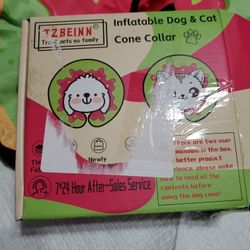 TZBEINN
Treat pets as family
Inflatable Dog & Cat
Cone Collar
Newly
There are two user
manuals in the box.
better product
experience, please make
sure to read all the
contents before
using the dog cone!
7*24 Hour After-Sales Service